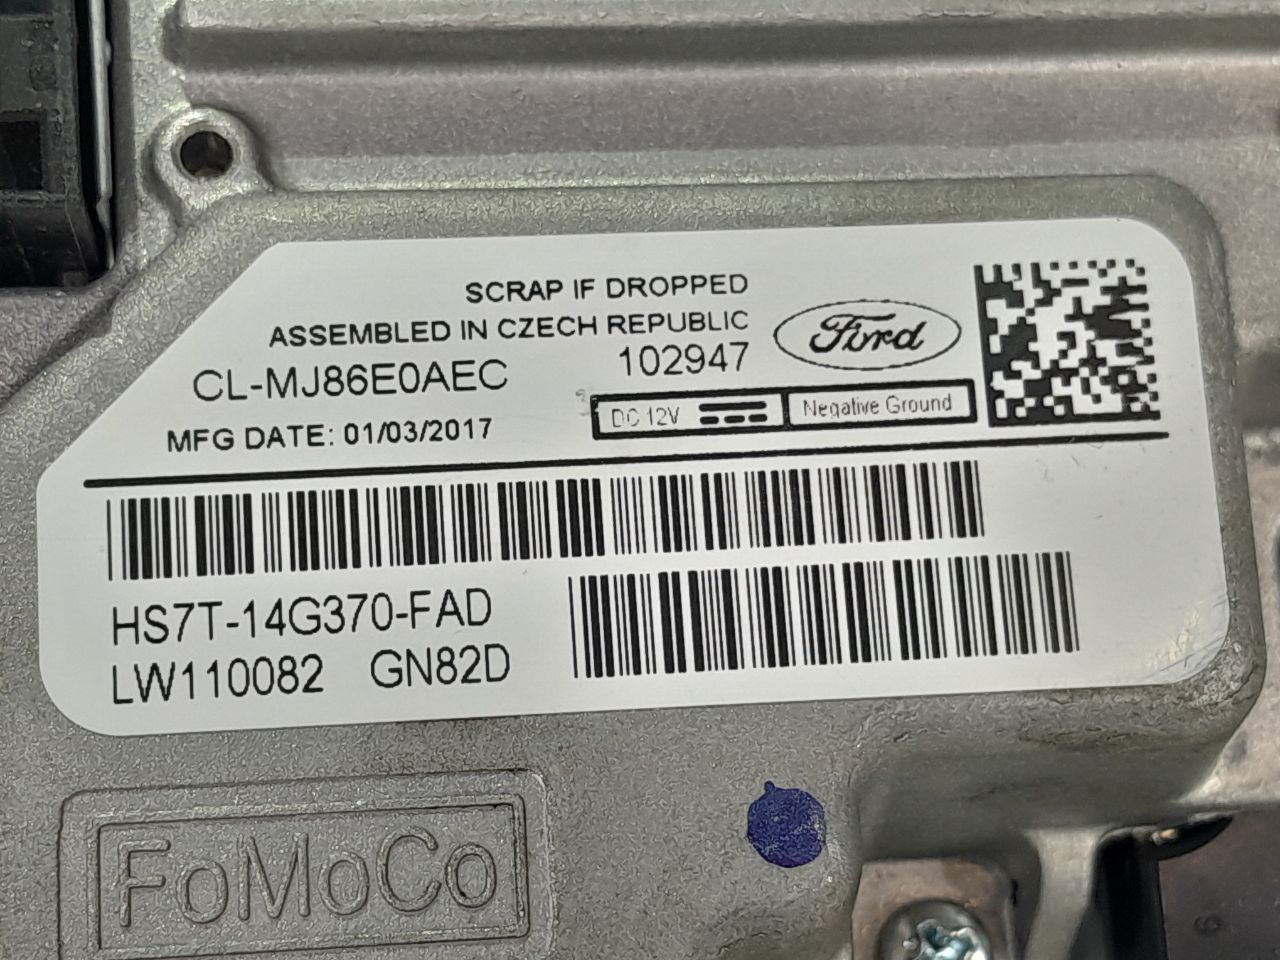 SCRAP IF DROPPED
ASSEMBLED IN CZECH REPUBLIC
CL-MJ86E0AEC 102947
Ford
MFG DATE: 01/03/2017
DC 12V
Negative Ground
HS7T-14G370-FAD
LW110082 GN82D
FoMoCo